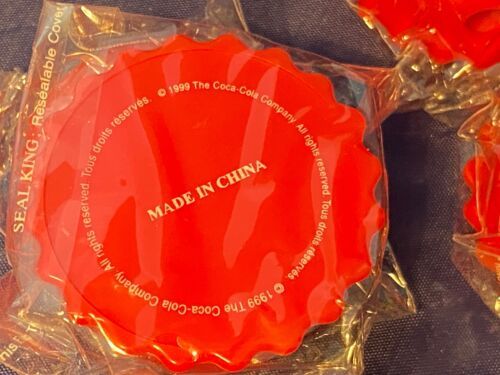 SEAL KING: Resealable Cover
© 1999 The Coca-Cola Company. All rights reserved. Tous droits réservés.
© 1999 The Coca-Cola Company. All rights reserved. Tous droits réservés.
MADE IN CHINA